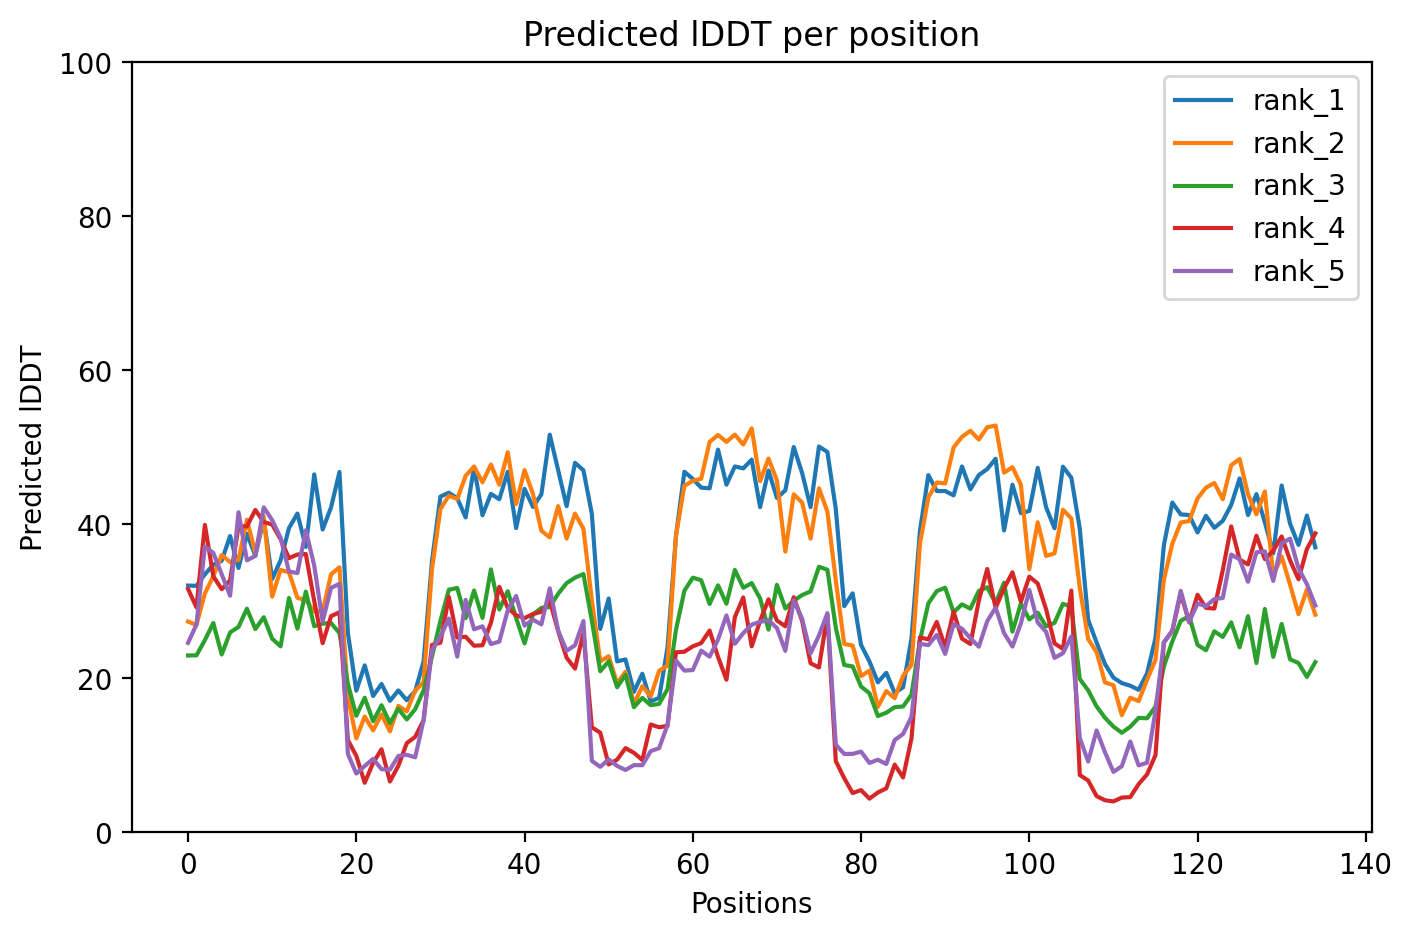 Predicted lDDT per position
100
80
60
40
20
0
Predicted lDDT
rank_1
rank_2
rank_3
rank_4
rank_5
0 20 40 60 80 100 120 140
Positions